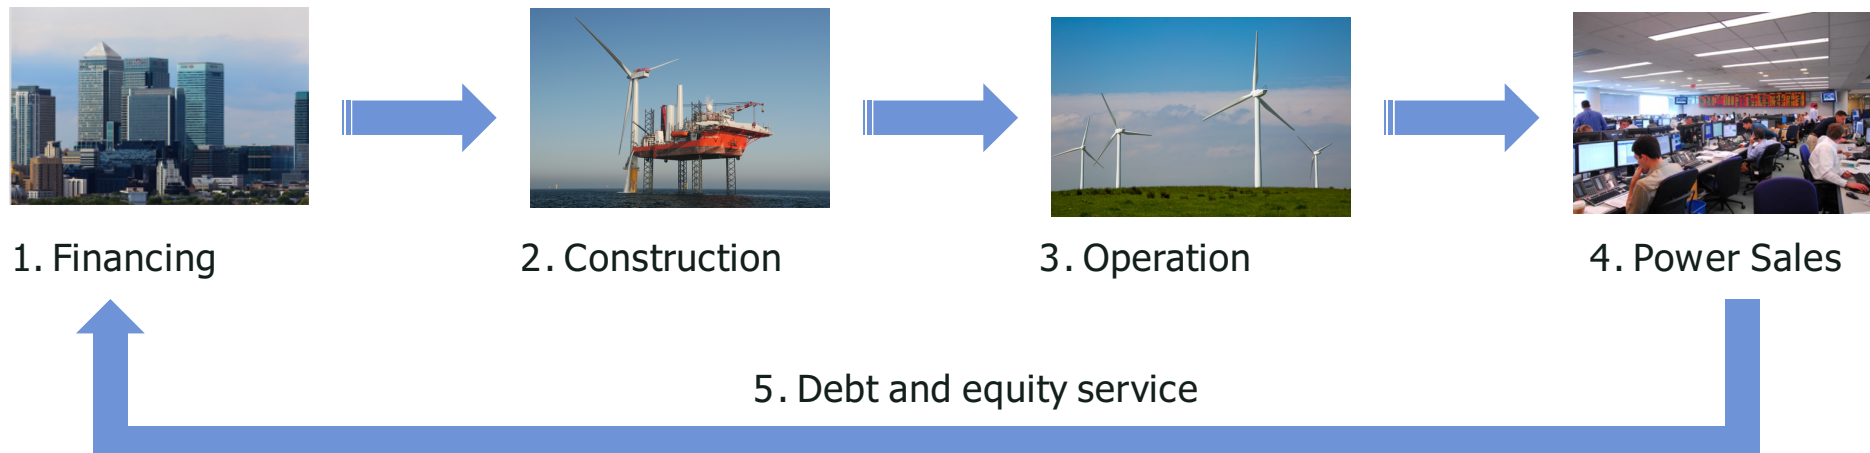 1. Financing
2. Construction
3. Operation
4. Power Sales
5. Debt and equity service